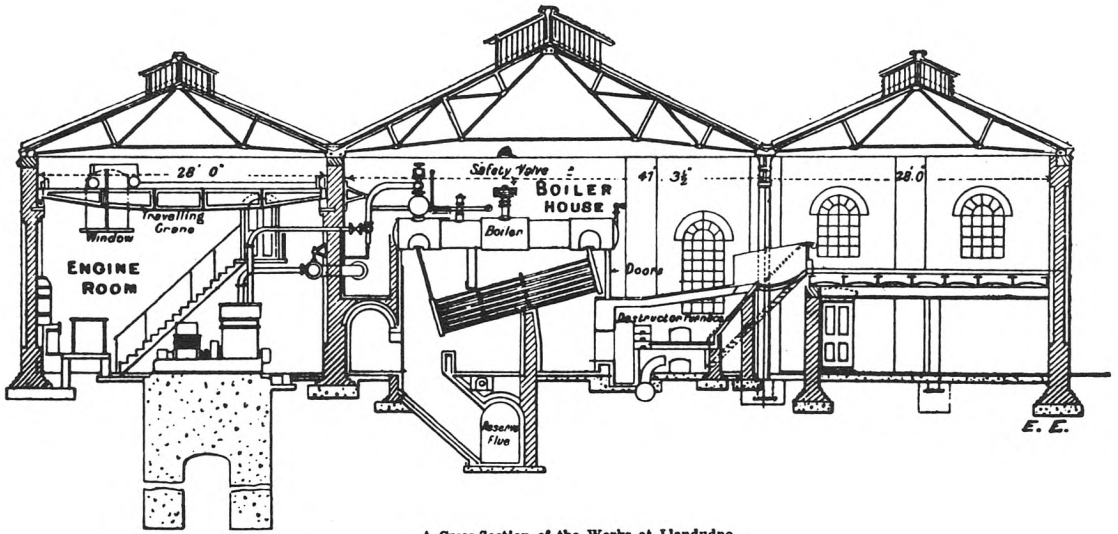 28' 0"
Safety Valve
BOILER
HOUSE
47' 3½"
28.0"
Travelling
Crane
Window
Boiler
ENGINE
ROOM
Doors
Destructor Furnace
Reserve
Flue
E. E.
A Cross-Section of the Works at Llandudno